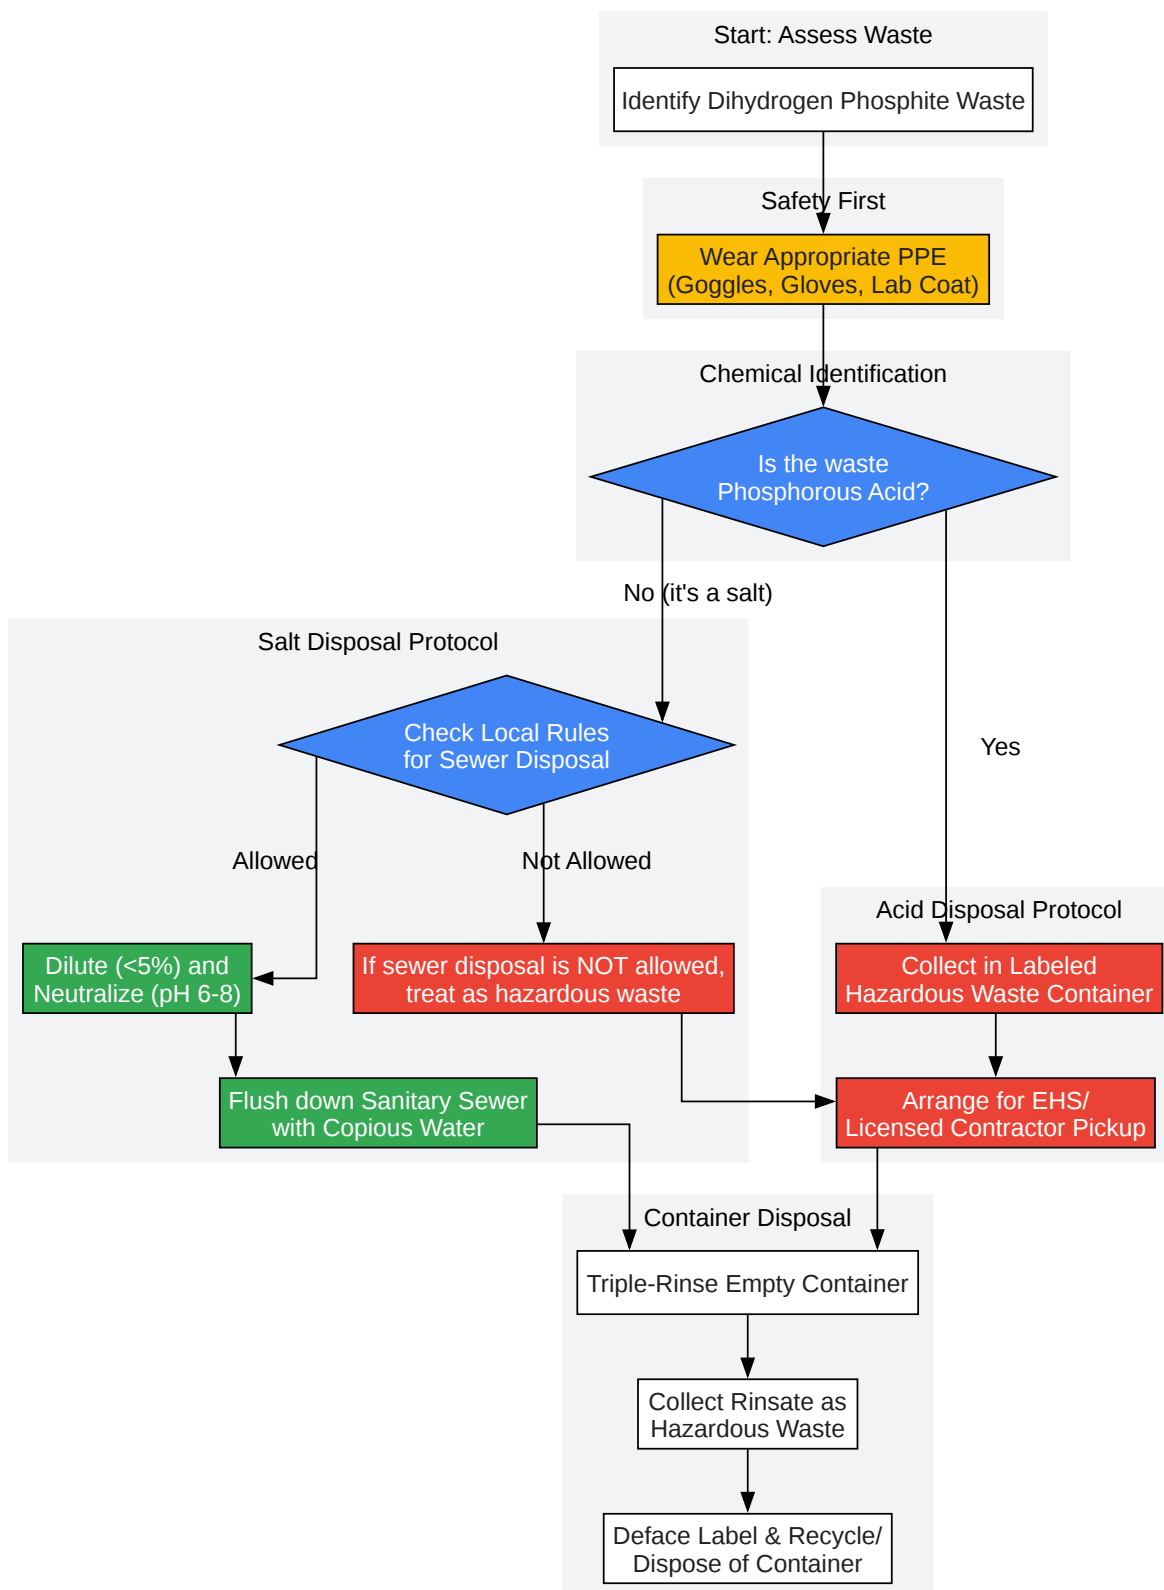 Start: Assess Waste
Identify Dihydrogen Phosphite Waste
Safety First
Wear Appropriate PPE
(Goggles, Gloves, Lab Coat)
Chemical Identification
Is the waste
Phosphorous Acid?
No (it's a salt)
Salt Disposal Protocol
Check Local Rules
for Sewer Disposal
Yes
Allowed
Not Allowed
Acid Disposal Protocol
Dilute (<5%) and
Neutralize (pH 6-8)
If sewer disposal is NOT allowed,
treat as hazardous waste
Collect in Labeled
Hazardous Waste Container
Flush down Sanitary Sewer
with Copious Water
Arrange for EHS/
Licensed Contractor Pickup
Container Disposal
Triple-Rinse Empty Container
Collect Rinsate as
Hazardous Waste
Deface Label & Recycle/
Dispose of Container